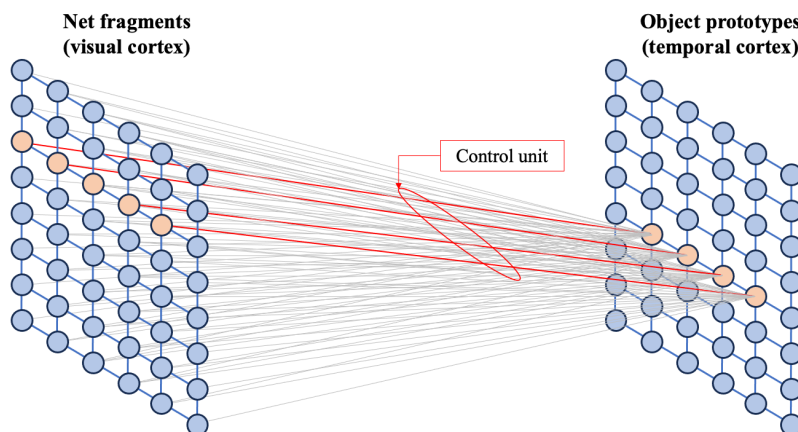 Net fragments
(visual cortex)
Object prototypes
(temporal cortex)
Control unit